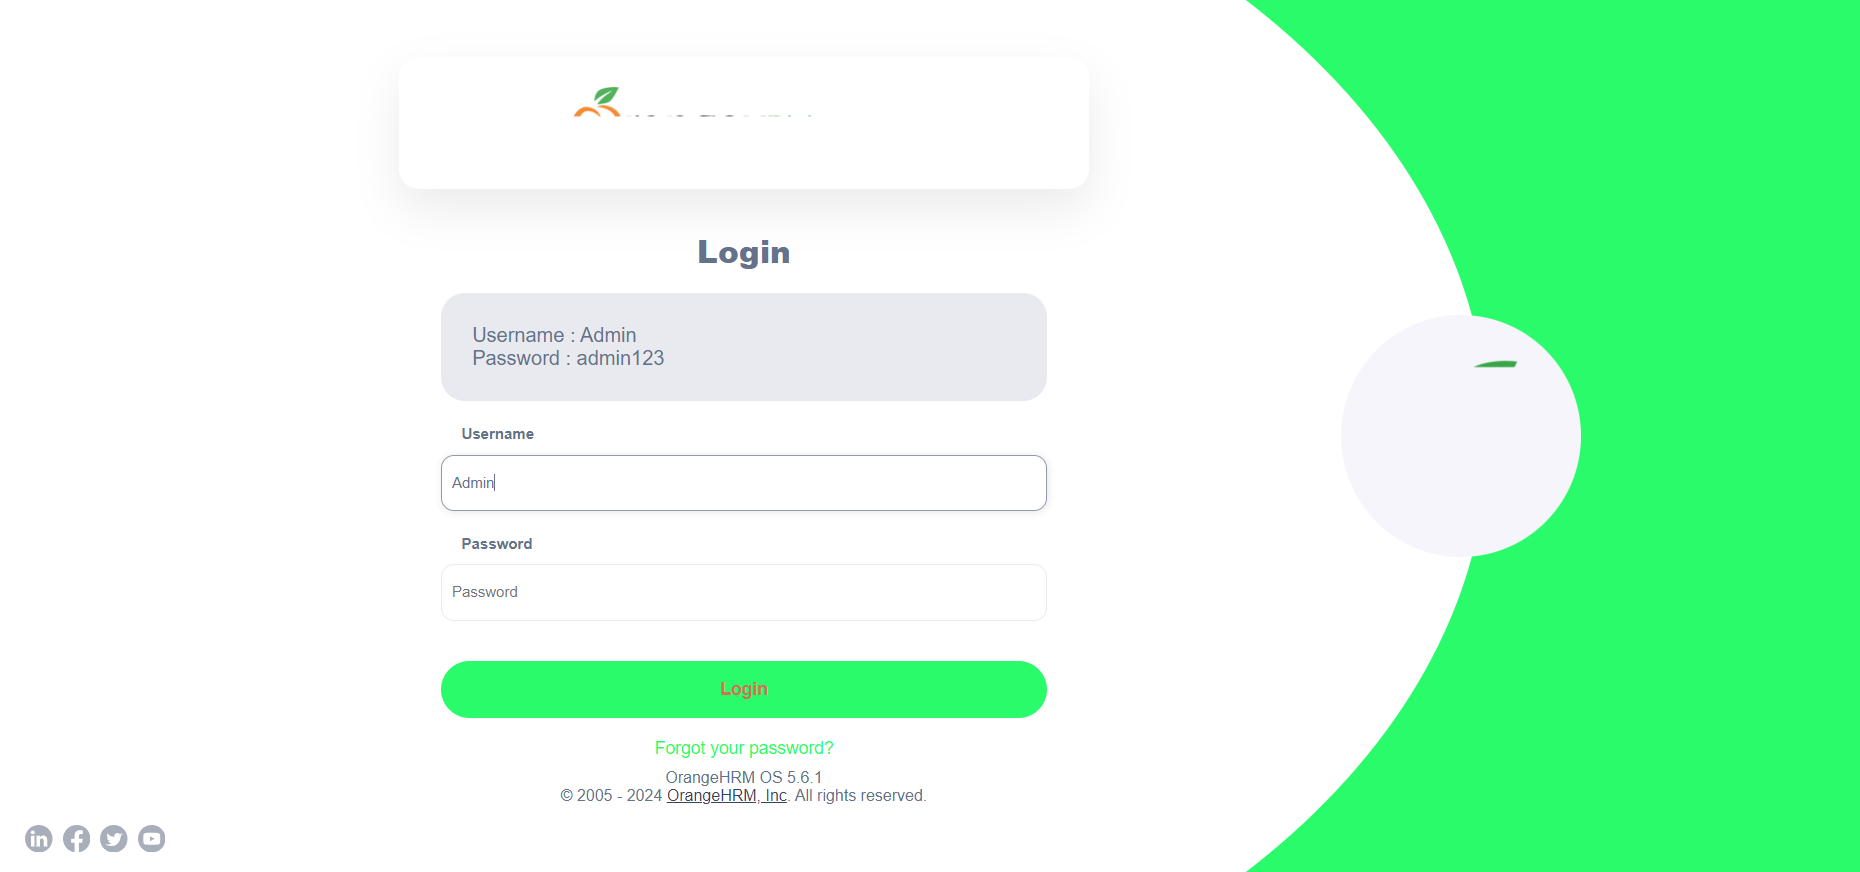 Login
Username : Admin
Password : admin123
Username
Admin
Password
Password
Login
Forgot your password?
OrangeHRM OS 5.6.1
© 2005 - 2024 OrangeHRM, Inc. All rights reserved.